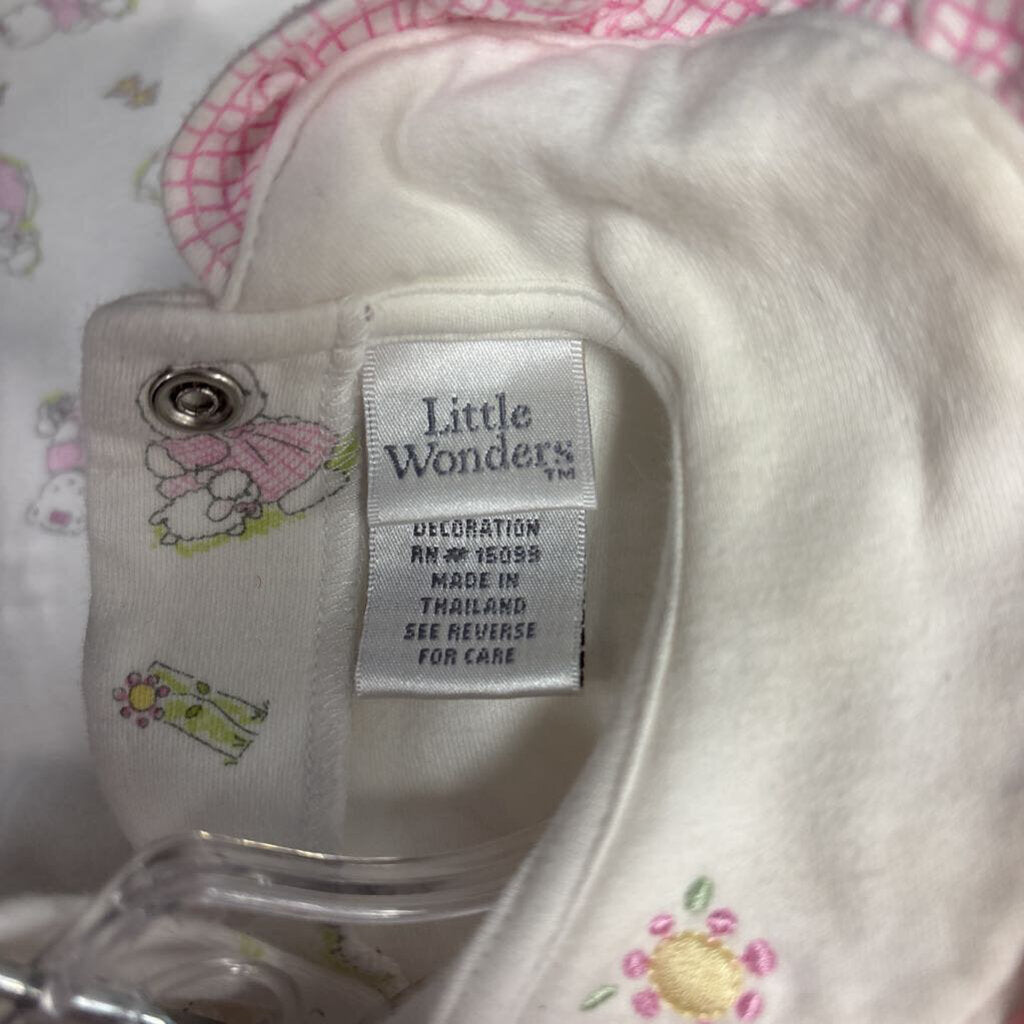 Little
Wonders
TM
DECORATION
RN # 15099
MADE IN
THAILAND
SEE REVERSE
FOR CARE